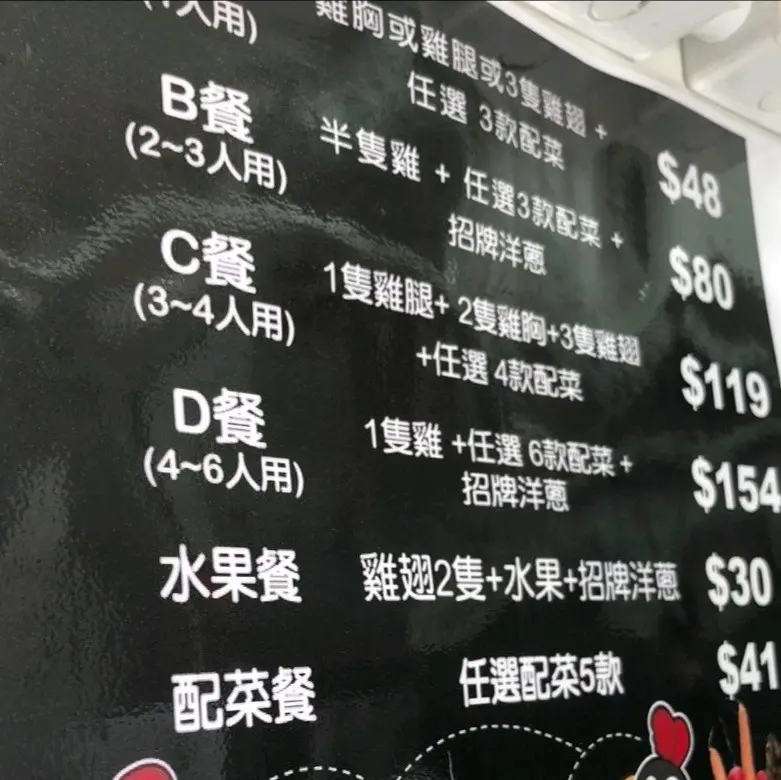 人用)
雞胸或雞腿或3隻雞翅 +
任選 3款配菜
$48
B餐
(2~3人用)
半隻雞 + 任選3款配菜 +
招牌洋蔥
$80
C餐
(3~4人用)
1隻雞腿+ 2隻雞胸+3隻雞翅
+任選 4款配菜
$119
D餐
(4~6人用)
1隻雞 +任選 6款配菜 +
招牌洋蔥
$154
水果餐
雞翅2隻+水果+招牌洋蔥
$30
配菜餐
任選配菜5款
$41